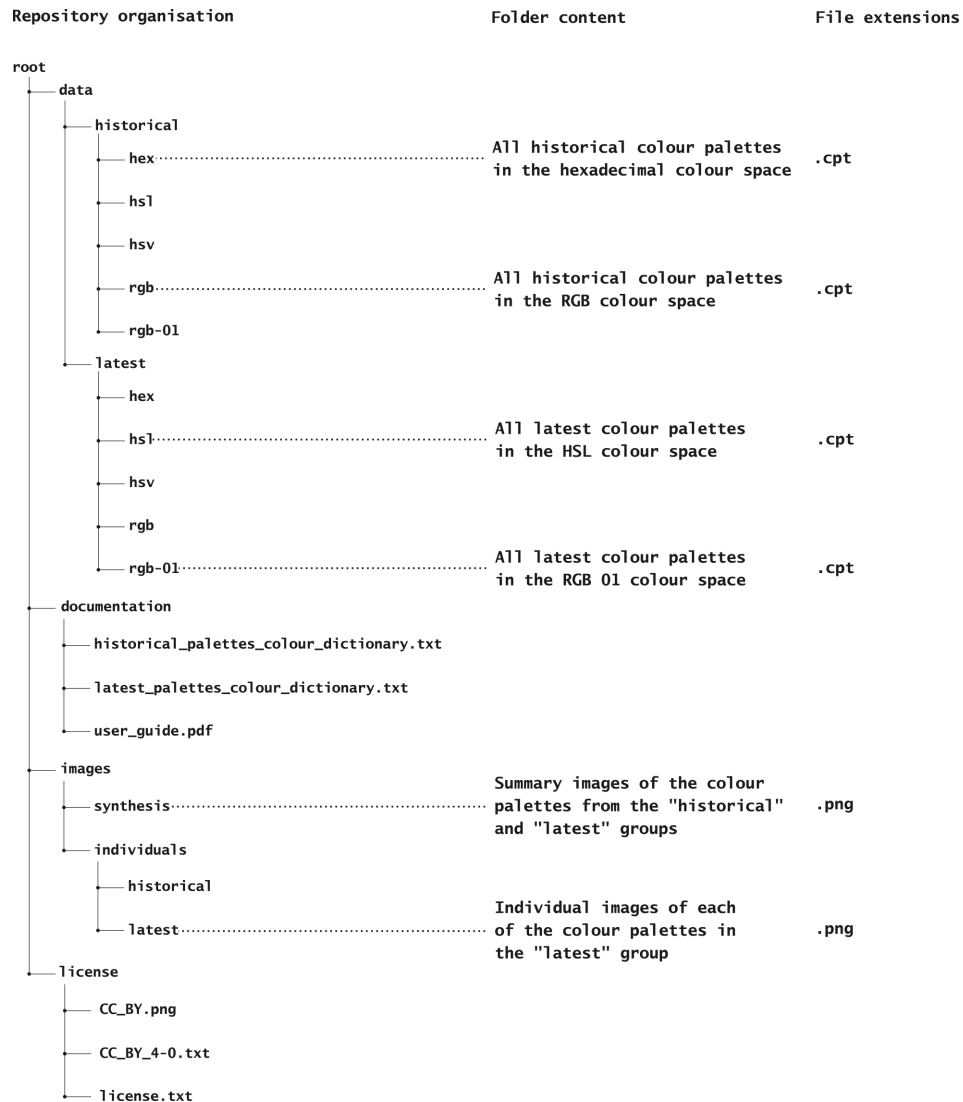 Repository organisation Folder content File extensions
root
data
historical
hex All historical colour palettes
in the hexadecimal colour space .cpt
hsl
hsv
rgb All historical colour palettes
in the RGB colour space .cpt
rgb-01
latest
hex
hsl All latest colour palettes
in the HSL colour space .cpt
hsv
rgb
rgb-01 All latest colour palettes
in the RGB 01 colour space .cpt
documentation
historical_palettes_colour_dictionary.txt
latest_palettes_colour_dictionary.txt
user_guide.pdf
images
Summary images of the colour
synthesis palettes from the "historical" .png
and "latest" groups
individuals
historical
Individual images of each
latest of the colour palettes in .png
the "latest" group
license
CC_BY.png
CC_BY_4-0.txt
license.txt